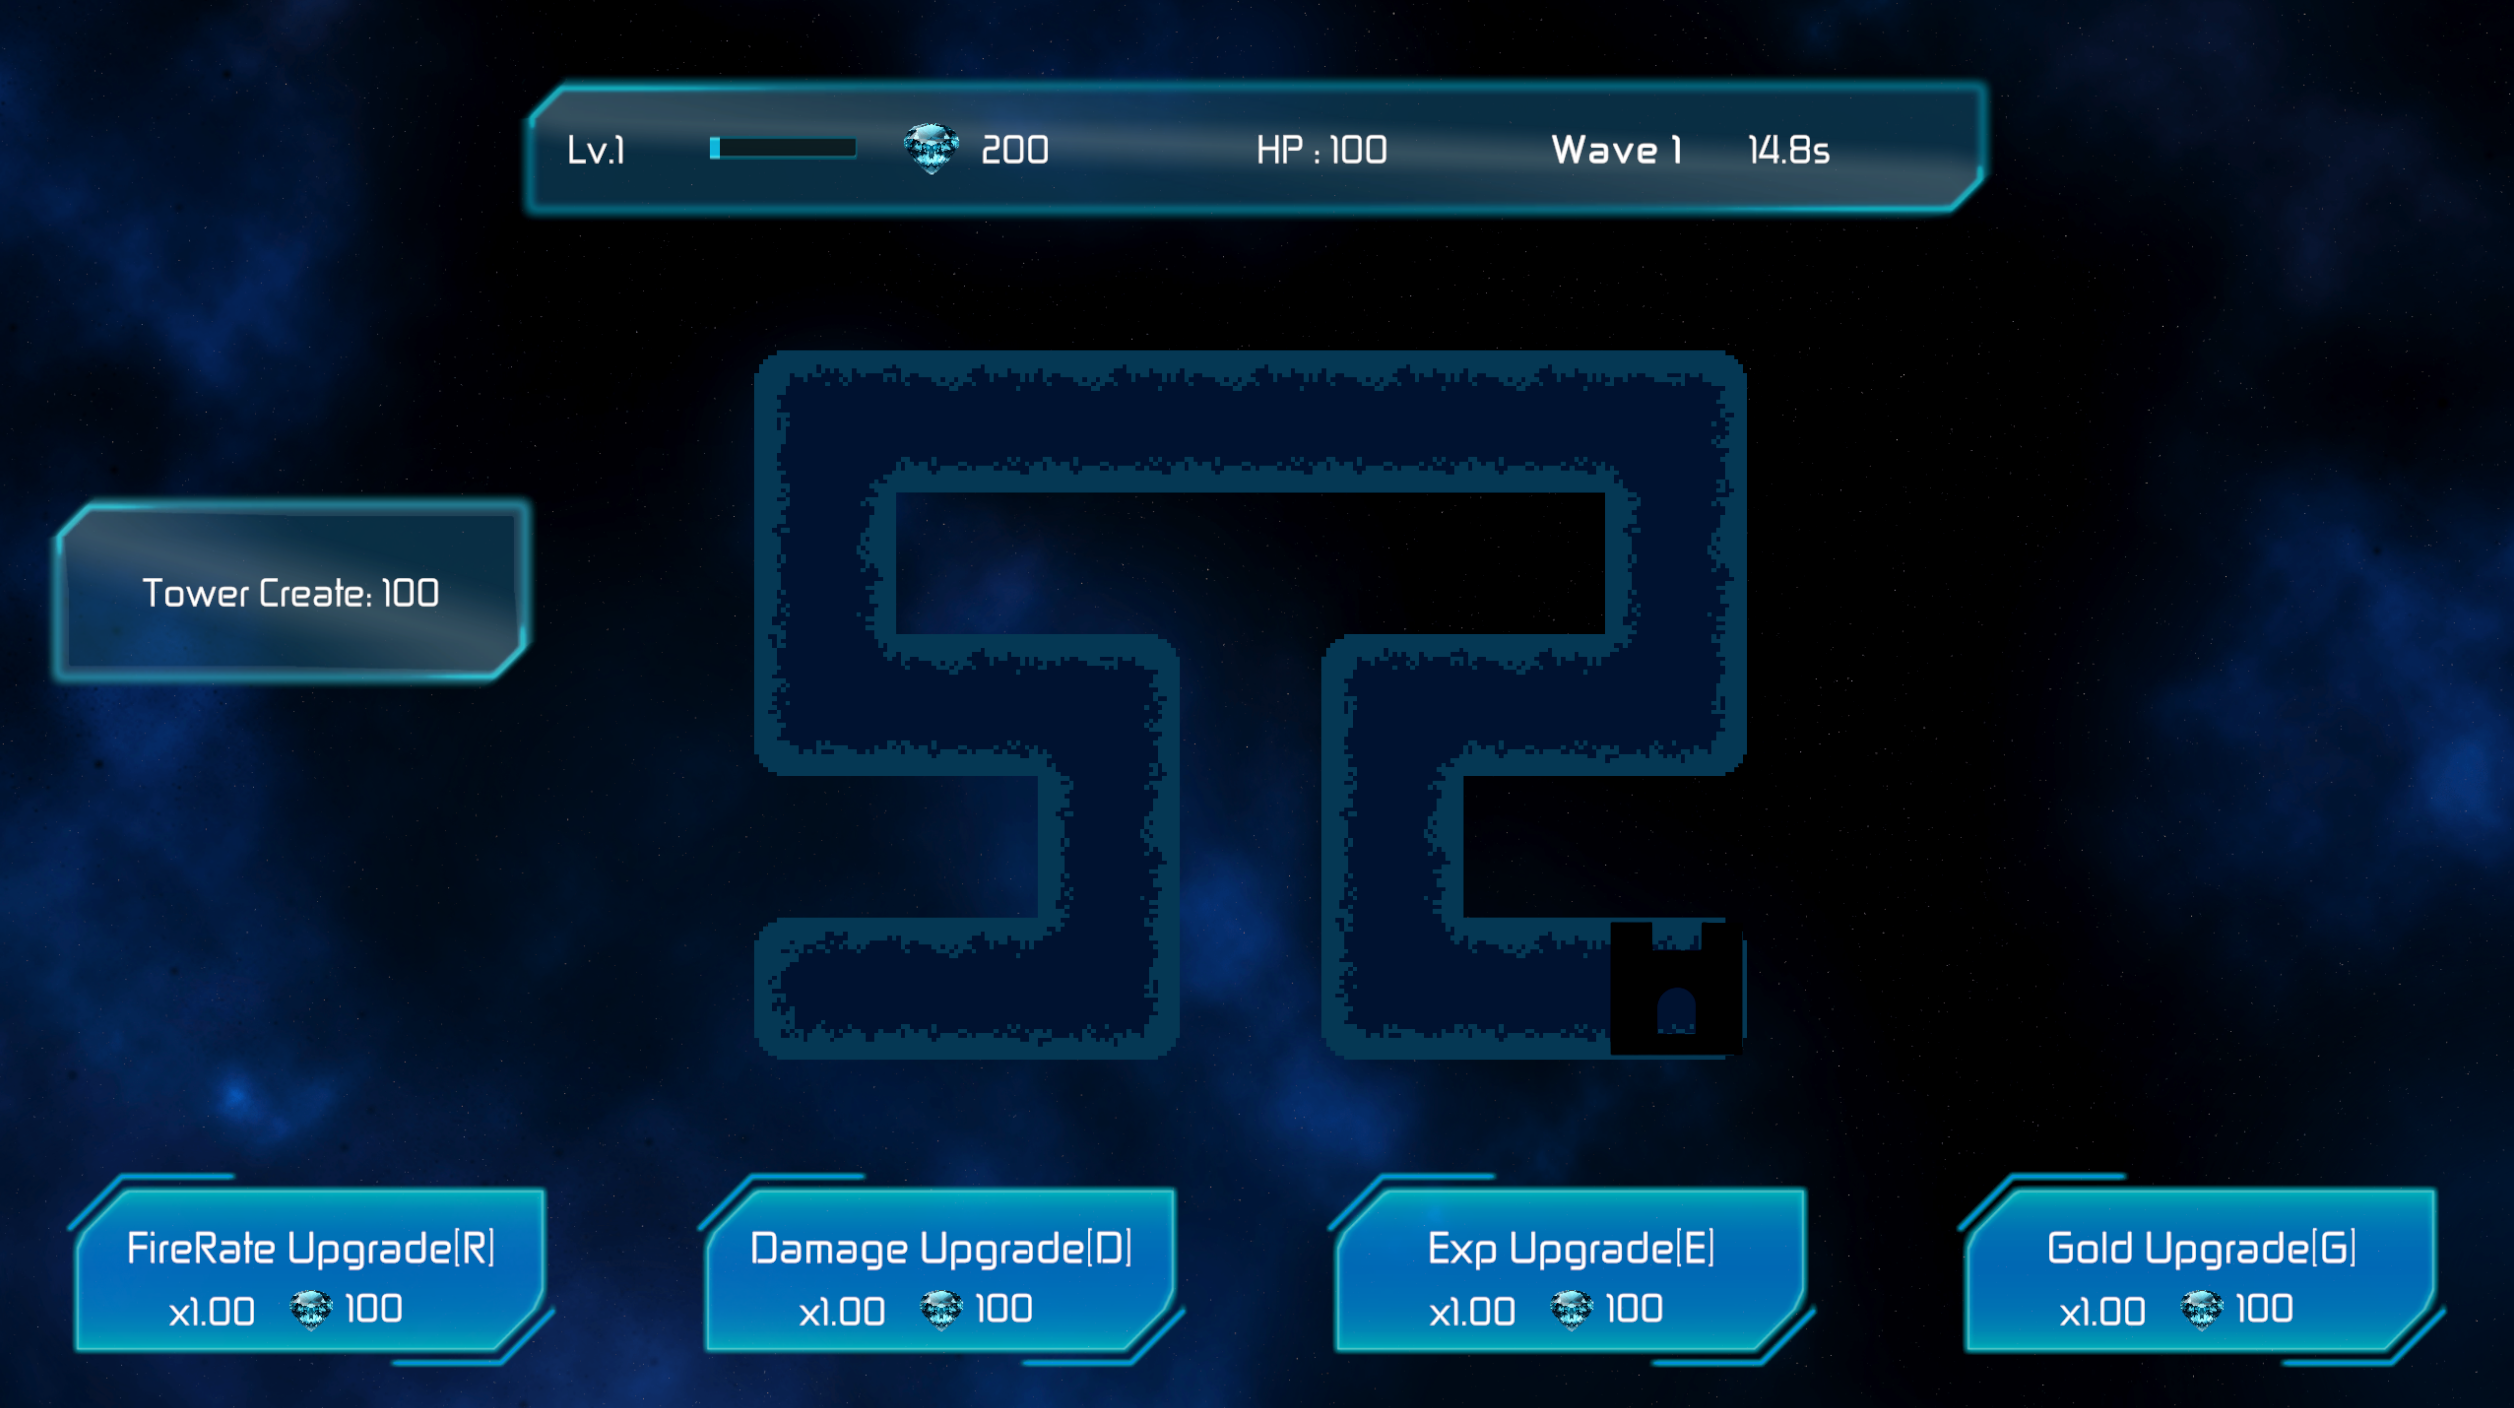 Lv.1 200 HP : 100 Wave 1 14.8s
Tower Create: 100
FireRate Upgrade[R]
x1.00 100
Damage Upgrade[D]
x1.00 100
Exp Upgrade[E]
x1.00 100
Gold Upgrade[G]
x1.00 100